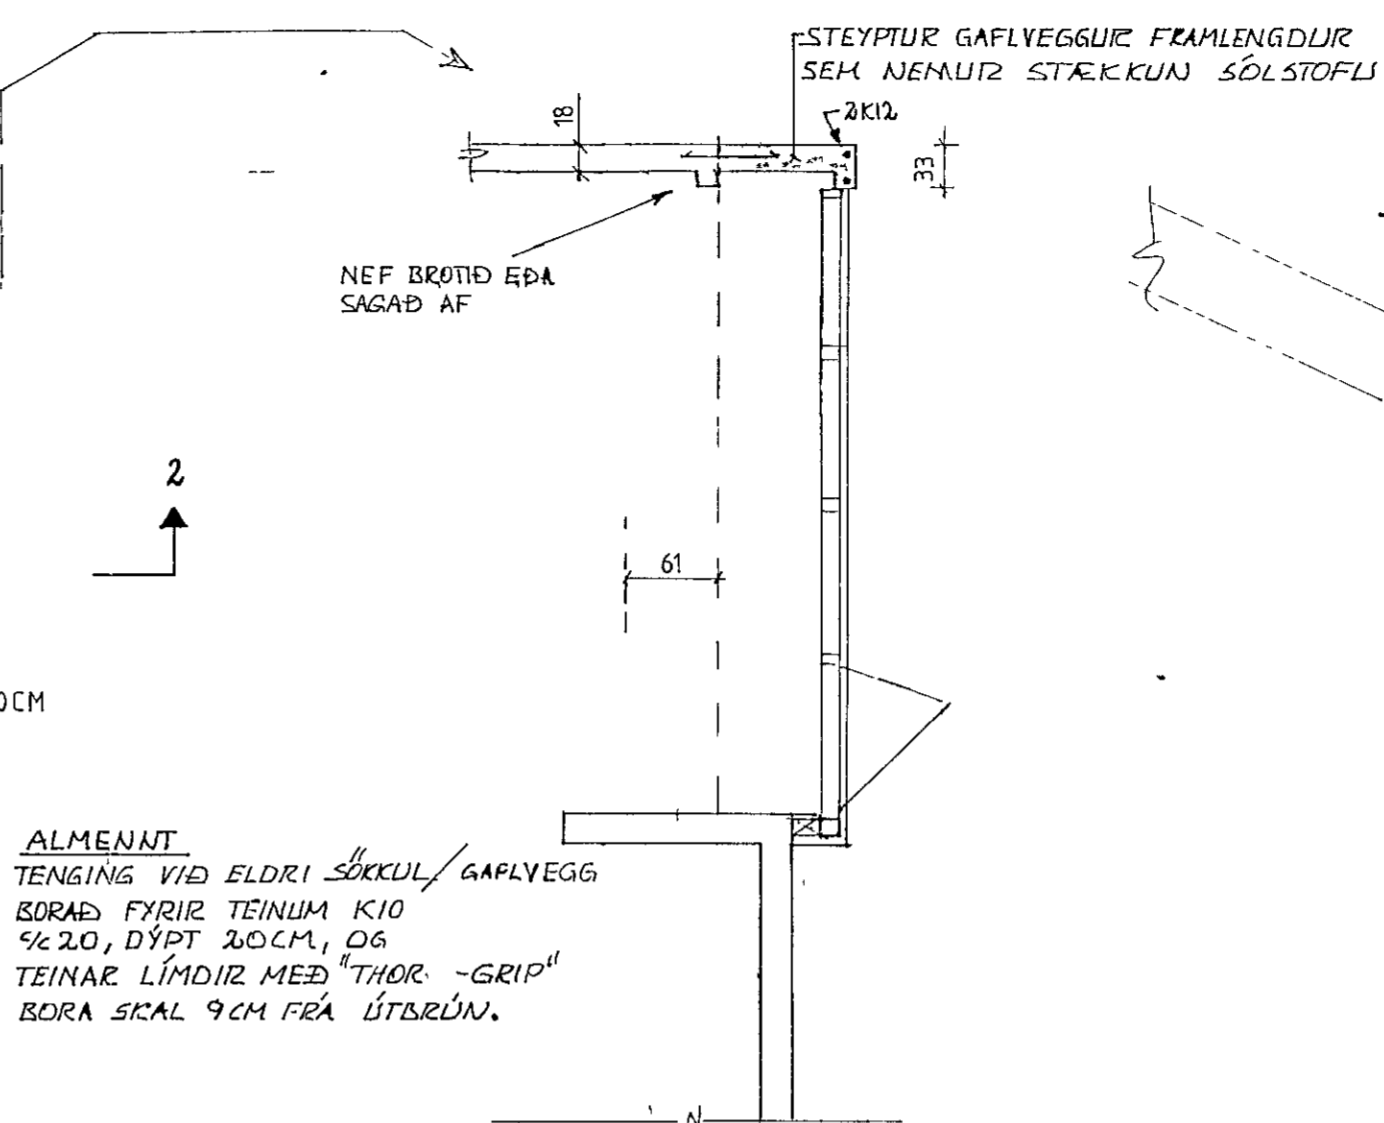 STEYPTUR GAFLVEGGUR FRAMLENGDUR
SEM NEMUR STÆKKUN SÓLSTOFU
2K12
18
33
NEF BROTIÐ EÐA
SAGAÐ AF
2
61
0CM
ALMENNT
TENGING VIÐ ELDRI SÖKKUL/GAFLVEGG
BORAÐ FYRIR TEINUM K10
c/c 20, DÝPT 20CM, OG
TEINAR LÍMDIR MEÐ "THOR -GRIP"
BORA SKAL 9CM FRÁ ÚTBRÚN.